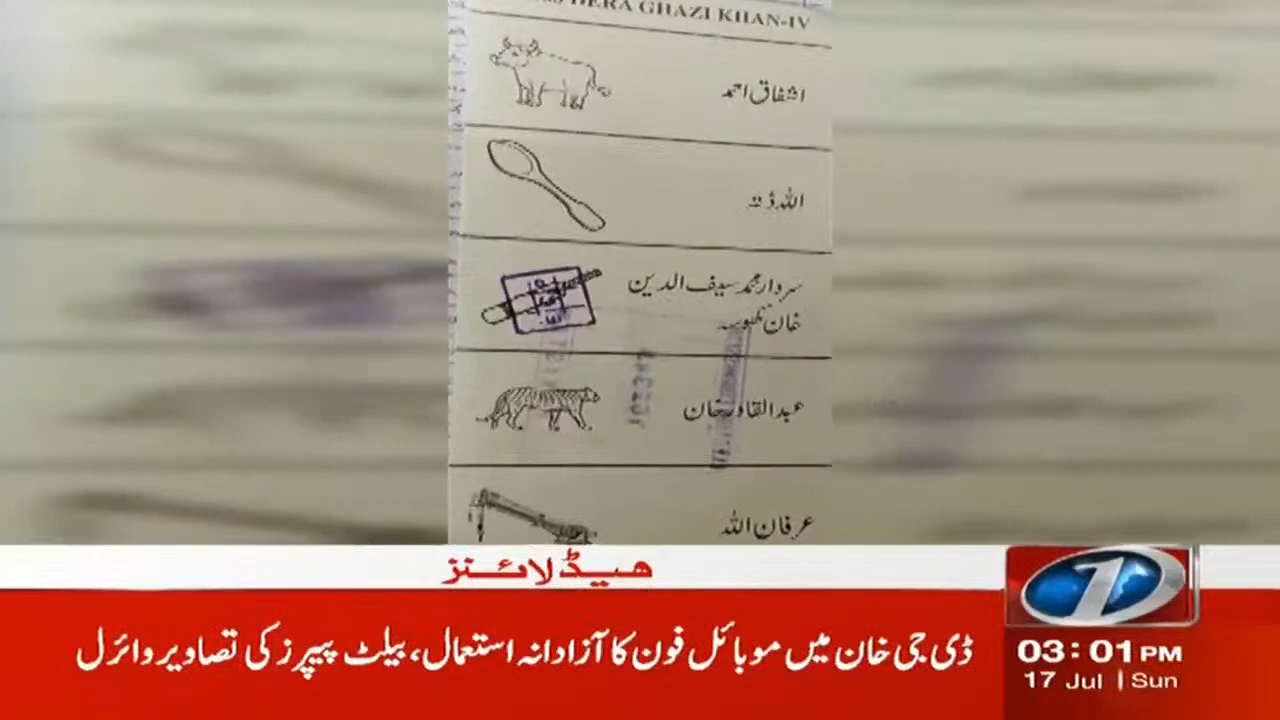 DERA GHAZI KHAN-IV
اشفاق احمد
اللہ ڈتہ
سردار محمد سیف الدین
خان
عبدالقادر خان
عرفان اللہ
ھیڈ لائنز
ڈی جی خان میں موبائل فون کا آزادانہ استعمال، بیلٹ پیپرز کی تصاویر وائرل
1
03:01 PM
17 Jul | Sun